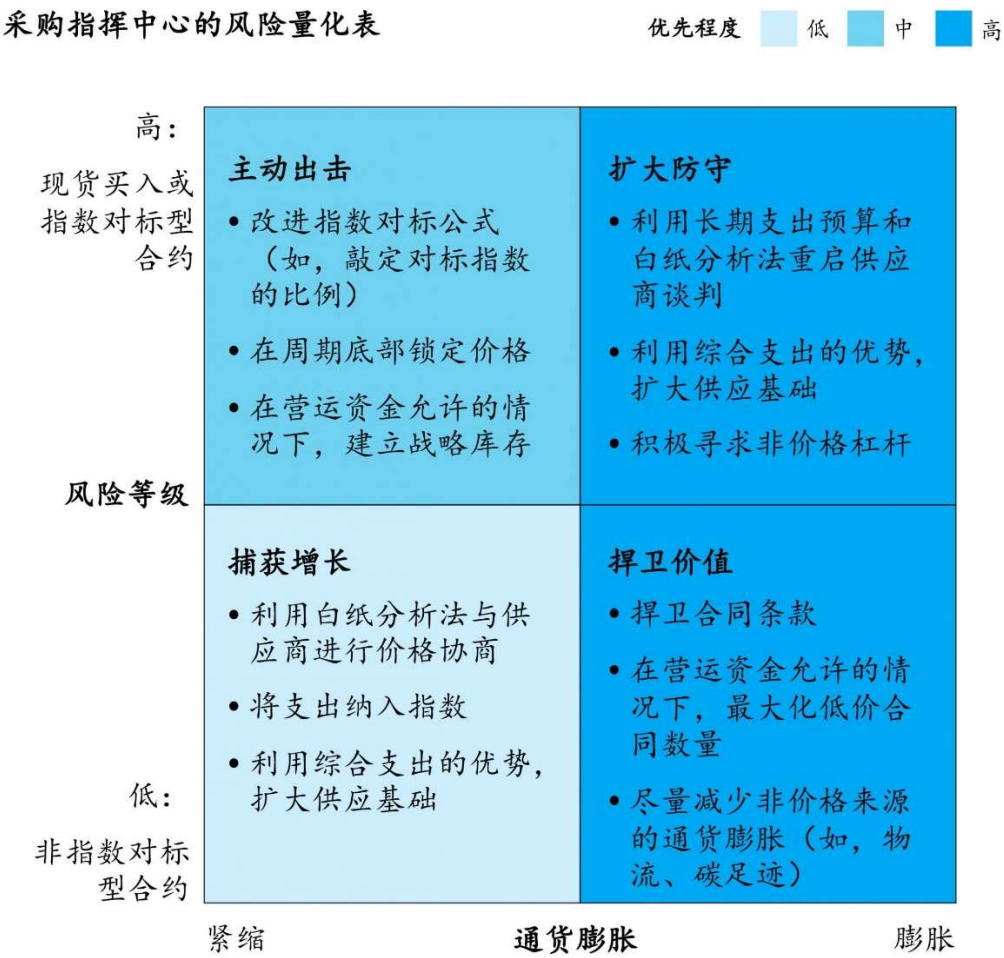 采购指挥中心的风险量化表
优先程度 低 中 高
高：
现货买入或
指数对标型
合约
主动出击
• 改进指数对标公式
（如，敲定对标指数
的比例）
• 在周期底部锁定价格
• 在营运资金允许的情
况下，建立战略库存
扩大防守
• 利用长期支出预算和
白纸分析法重启供应
商谈判
• 利用综合支出的优势，
扩大供应基础
• 积极寻求非价格杠杆
风险等级
捕获增长
• 利用白纸分析法与供
应商进行价格协商
• 将支出纳入指数
• 利用综合支出的优势，
扩大供应基础
捍卫价值
• 捍卫合同条款
• 在营运资金允许的情
况下，最大化低价合
同数量
• 尽量减少非价格来源
的通货膨胀（如，物
流、碳足迹）
低：
非指数对标
型合约
紧缩
通货膨胀
膨胀